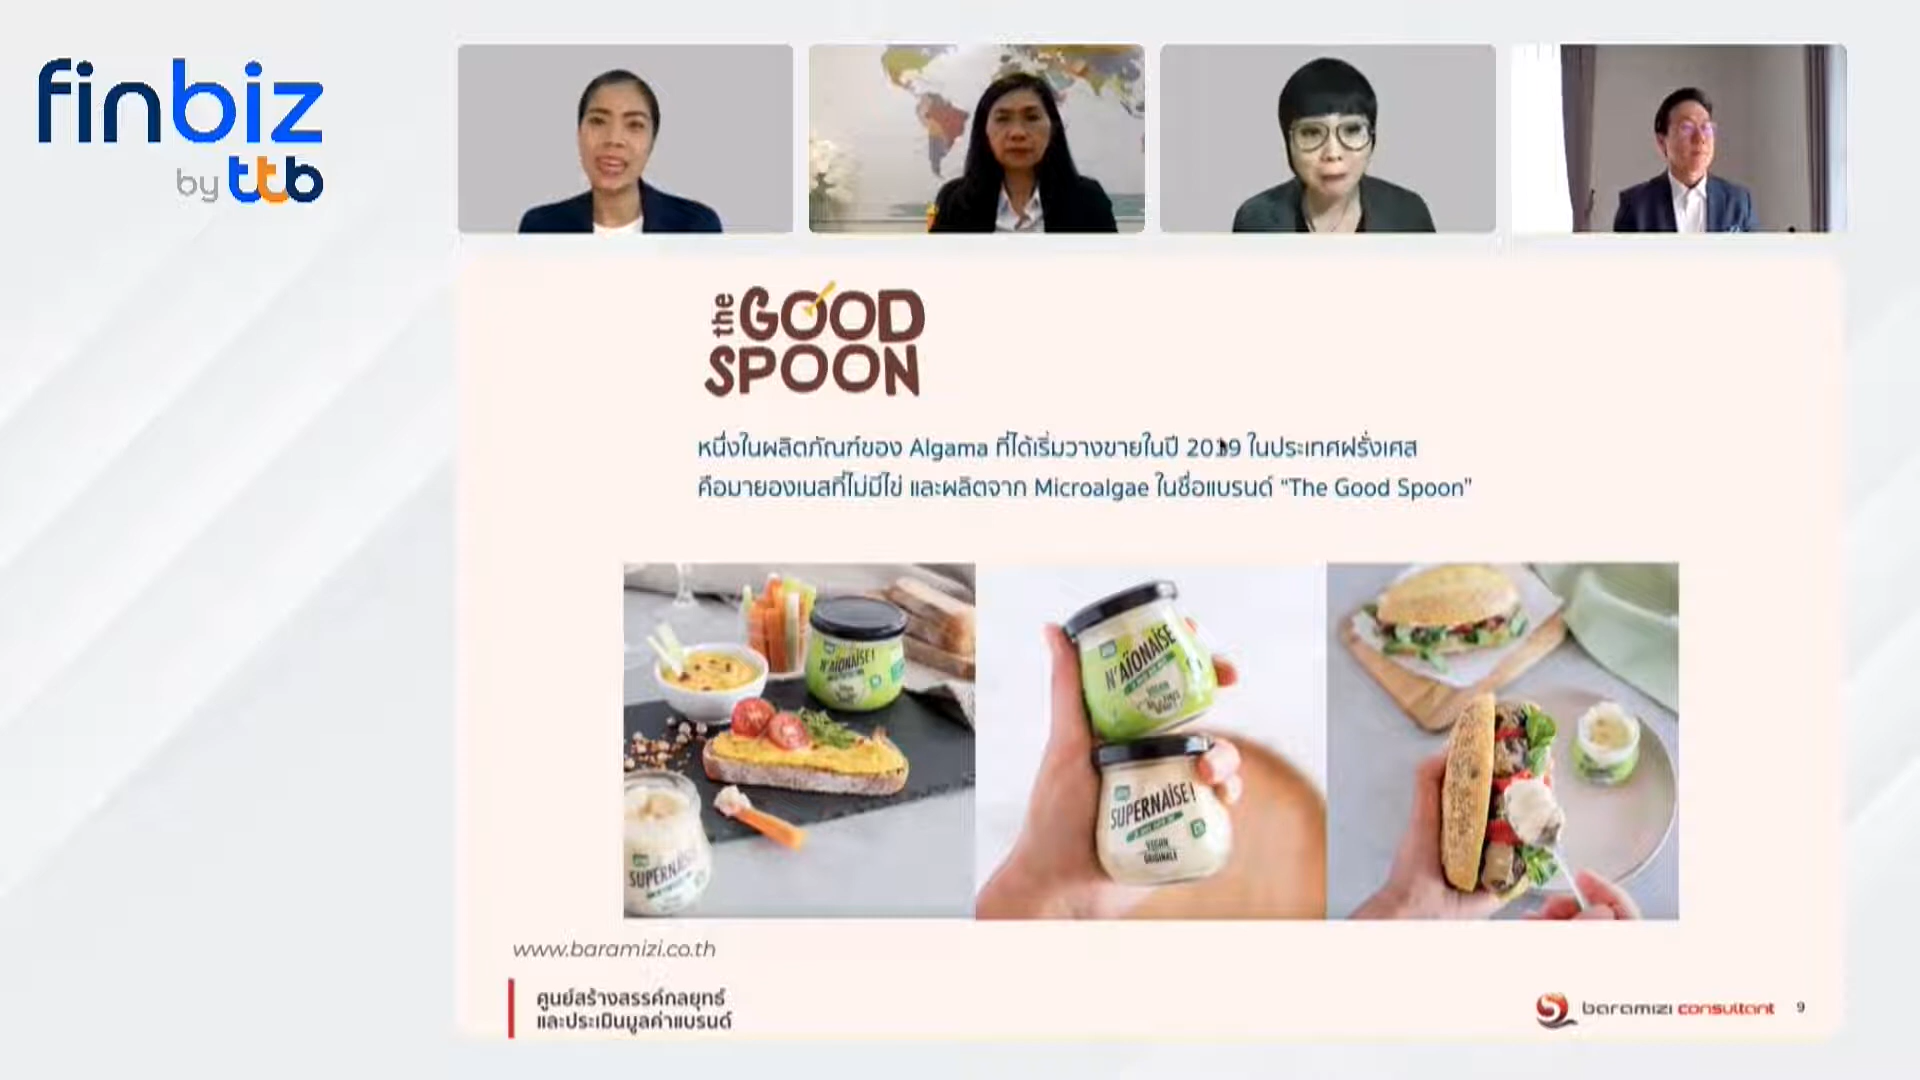 finbiz
by ttb
the GOOD
SPOON
หนึ่งในผลิตภัณฑ์ของ Algama ที่ได้เริ่มวางขายในปี 2019 ในประเทศฝรั่งเศส
คือมายองเนสที่ไม่มีไข่ และผลิตจาก Microalgae ในชื่อแบรนด์ “The Good Spoon”
N'AÏONAISE!
SUPERNAISE!
N'AÏONAISE
VEGAN
SUPERNAISE!
VEGAN
ORIGINALE
www.baramizi.co.th
ศูนย์สร้างสรรค์กลยุทธ์
และประเมินมูลค่าแบรนด์
baramizi consultant 9